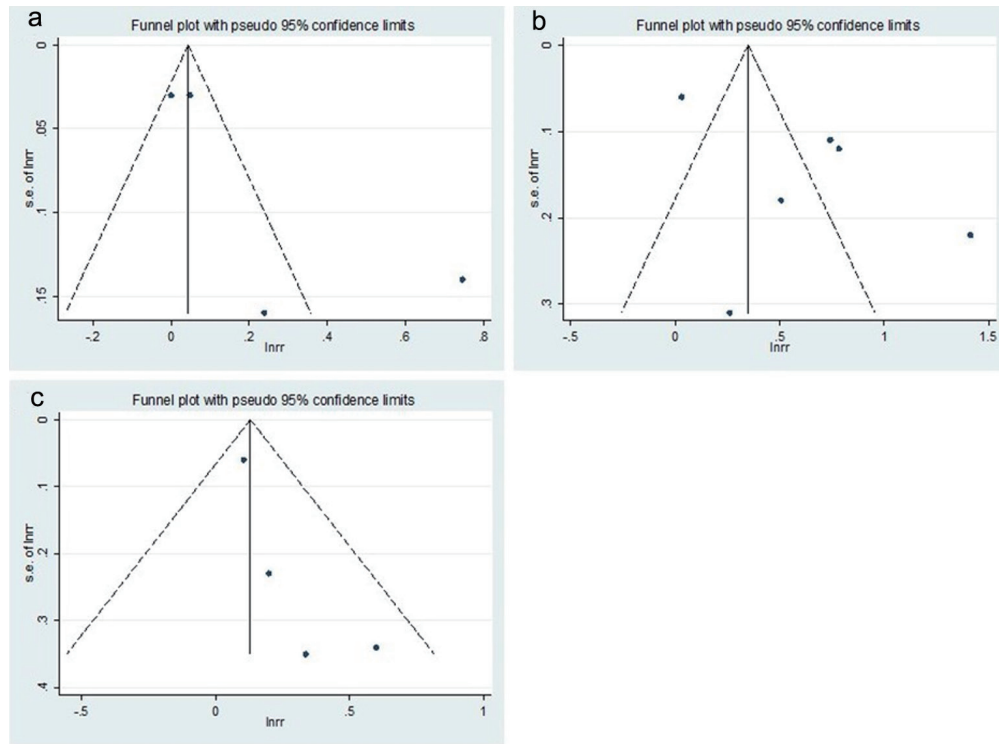 a
Funnel plot with pseudo 95% confidence limits
0
.05
.1
.15
s.e. of lnrr
-.2 0 .2 .4 .6 .8
lnrr
b
Funnel plot with pseudo 95% confidence limits
0
.1
.2
.3
s.e. of lnrr
-.5 0 .5 1 1.5
lnrr
c
Funnel plot with pseudo 95% confidence limits
0
.1
.2
.3
.4
s.e. of lnrr
-.5 0 .5 1
lnrr